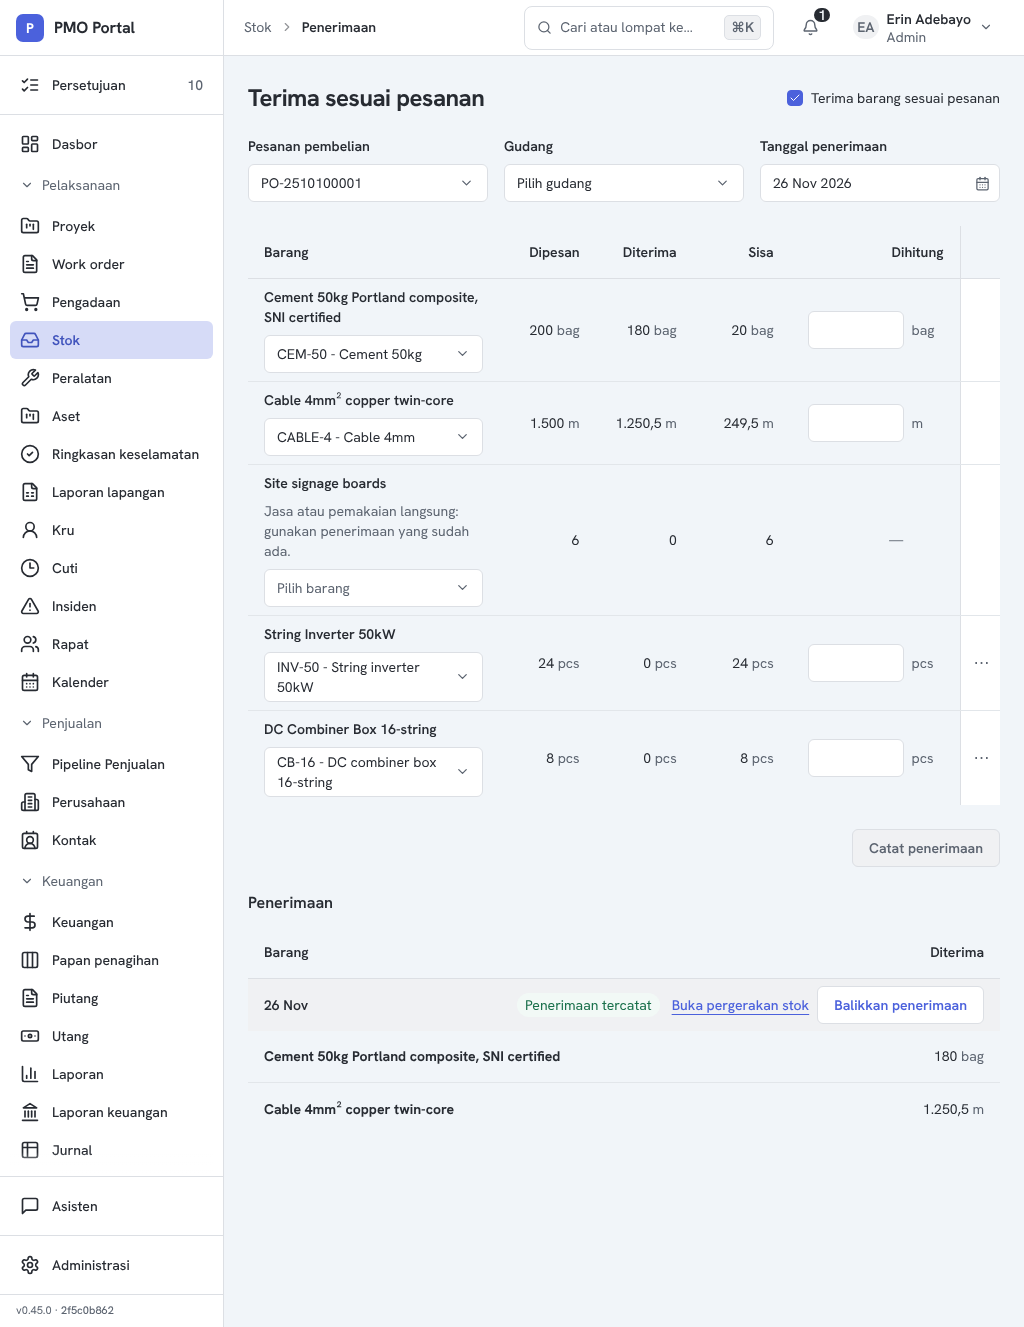 P PMO Portal
Stok > Penerimaan
Cari atau lompat ke...
⌘K
1
EA
Erin Adebayo
Admin
Persetujuan 10
Dasbor
Pelaksanaan
Proyek
Work order
Pengadaan
Stok
Peralatan
Aset
Ringkasan keselamatan
Laporan lapangan
Kru
Cuti
Insiden
Rapat
Kalender
Penjualan
Pipeline Penjualan
Perusahaan
Kontak
Keuangan
Keuangan
Papan penagihan
Piutang
Utang
Laporan
Laporan keuangan
Jurnal
Asisten
Administrasi
v0.45.0 · 2f5c0b862
Terima sesuai pesanan
Terima barang sesuai pesanan
Pesanan pembelian Gudang Tanggal penerimaan
PO-2510100001 Pilih gudang 26 Nov 2026
Barang Dipesan Diterima Sisa Dihitung
Cement 50kg Portland composite,
SNI certified
CEM-50 - Cement 50kg
200 bag 180 bag 20 bag bag
Cable 4mm² copper twin-core
CABLE-4 - Cable 4mm
1.500 m 1.250,5 m 249,5 m m
Site signage boards
Jasa atau pemakaian langsung:
gunakan penerimaan yang sudah
ada.
Pilih barang
6 0 6 —
String Inverter 50kW
INV-50 - String inverter
50kW
24 pcs 0 pcs 24 pcs pcs ...
DC Combiner Box 16-string
CB-16 - DC combiner box
16-string
8 pcs 0 pcs 8 pcs pcs ...
Catat penerimaan
Penerimaan
Barang Diterima
26 Nov Penerimaan tercatat Buka pergerakan stok Balikkan penerimaan
Cement 50kg Portland composite, SNI certified 180 bag
Cable 4mm² copper twin-core 1.250,5 m